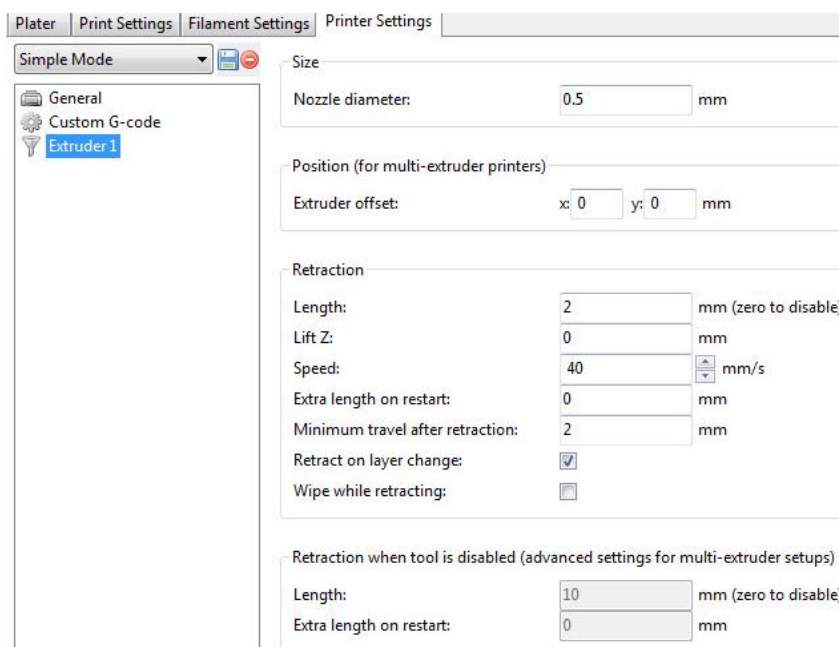 Plater Print Settings Filament Settings Printer Settings
Simple Mode
General
Custom G-code
Extruder 1
Size
Nozzle diameter: 0.5 mm
Position (for multi-extruder printers)
Extruder offset: x: 0 y: 0 mm
Retraction
Length: 2 mm (zero to disable)
Lift Z: 0 mm
Speed: 40 mm/s
Extra length on restart: 0 mm
Minimum travel after retraction: 2 mm
Retract on layer change:
Wipe while retracting:
Retraction when tool is disabled (advanced settings for multi-extruder setups)
Length: 10 mm (zero to disable)
Extra length on restart: 0 mm